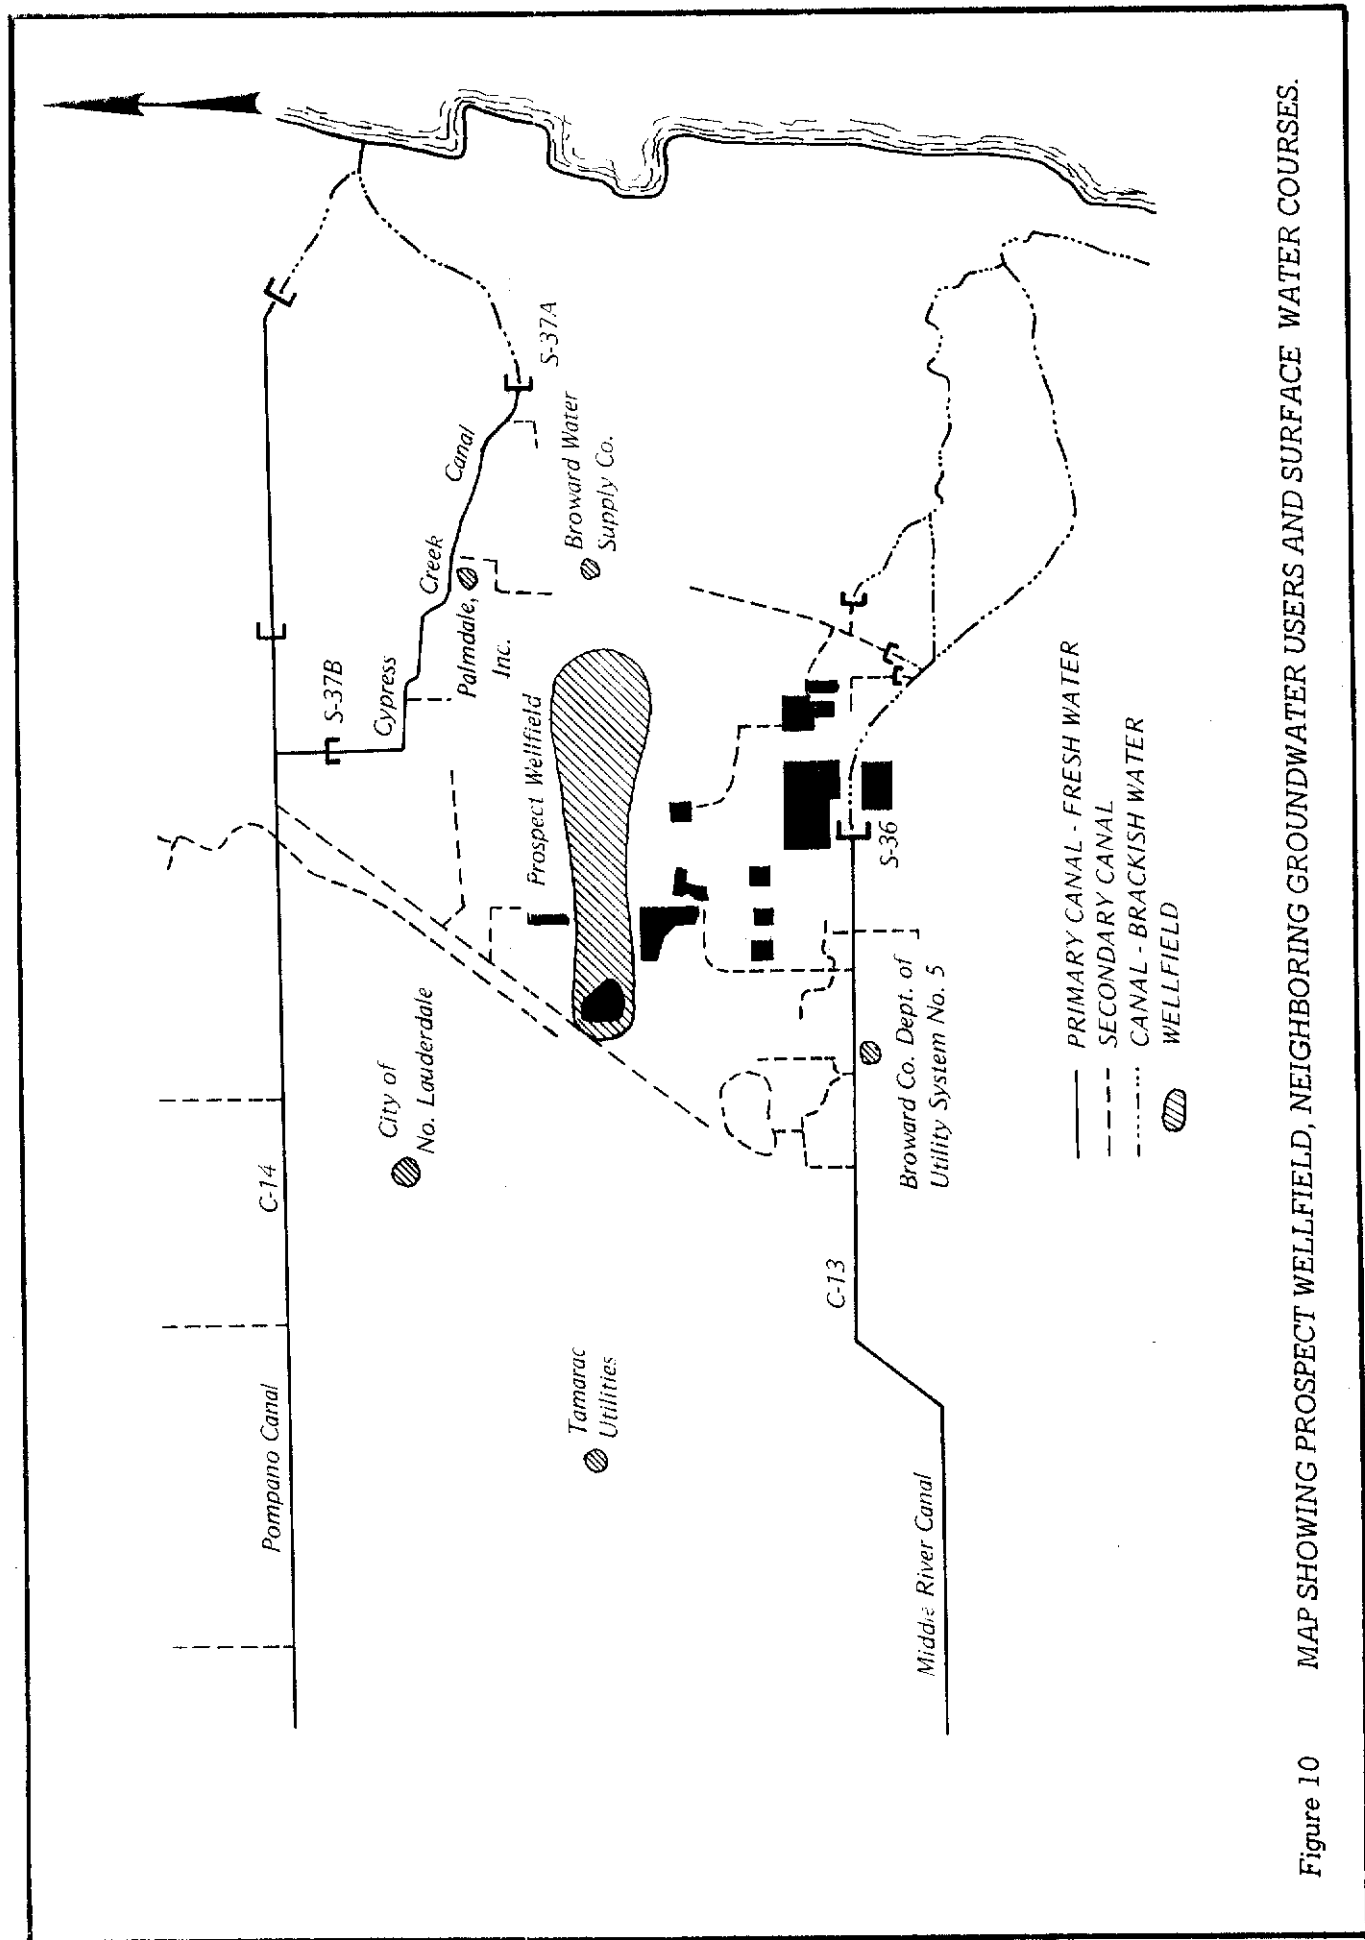 Pompano Canal
C-14
S-37B
Cypress
Creek
Canal
S-37A
City of
No. Lauderdale
Palmdale,
Inc.
Prospect Wellfield
Broward Water
Supply Co.
Tamarac
Utilities
C-13
S-36
Broward Co. Dept. of
Utility System No. 5
Middle River Canal
PRIMARY CANAL - FRESH WATER
SECONDARY CANAL
CANAL - BRACKISH WATER
WELLFIELD
Figure 10 MAP SHOWING PROSPECT WELLFIELD, NEIGHBORING GROUNDWATER USERS AND SURFACE WATER COURSES.